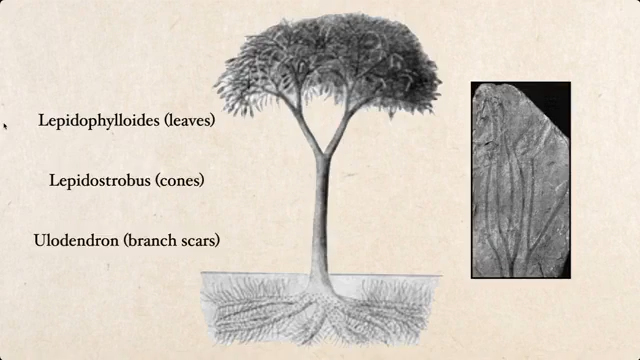 Lepidophylloides (leaves)
Lepidostrobus (cones)
Ulodendron (branch scars)